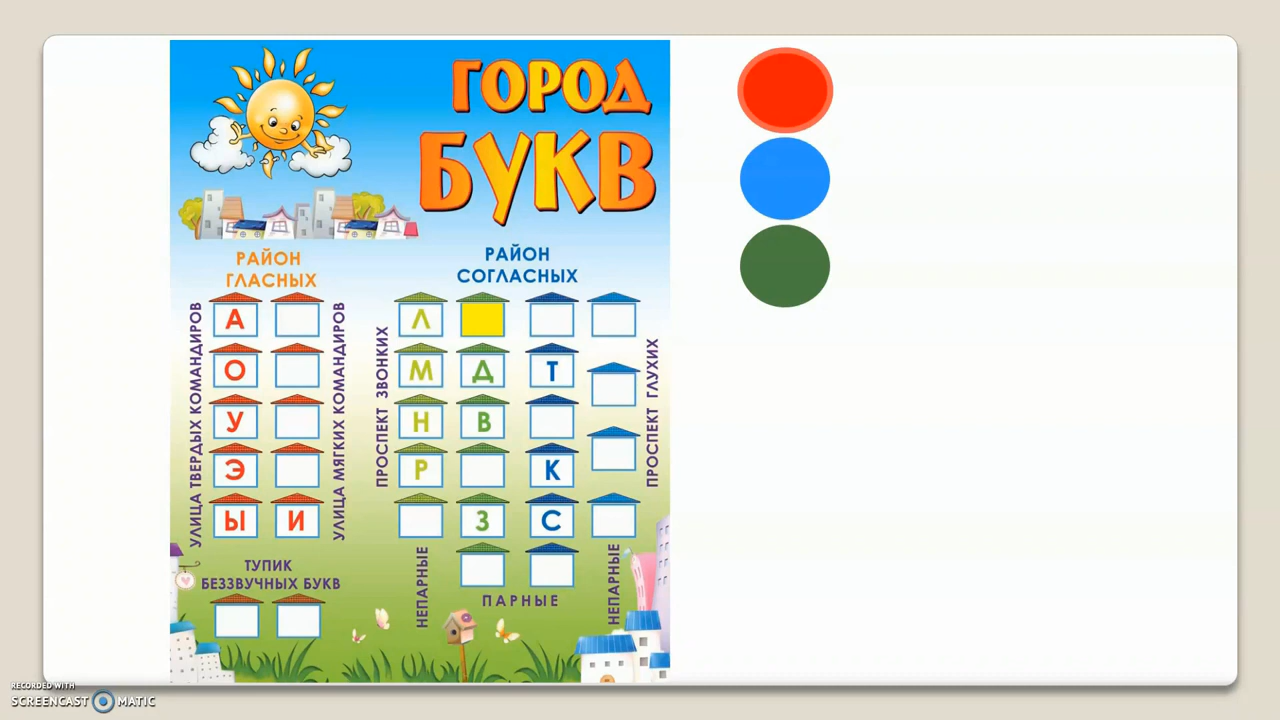 ГОРОД
БУКВ
РАЙОН
ГЛАСНЫХ
РАЙОН
СОГЛАСНЫХ
УЛИЦА ТВЕРДЫХ КОМАНДИРОВ
УЛИЦА МЯГКИХ КОМАНДИРОВ
ПРОСПЕКТ ЗВОНКИХ
ПРОСПЕКТ ГЛУХИХ
А Л
О М Д Т
У Н В
Э Р К
Ы И З С
НЕПАРНЫЕ
ПАРНЫЕ
НЕПАРНЫЕ
ТУПИК
БЕЗЗВУЧНЫХ БУКВ
RECORDED WITH
SCREENCAST MATIC